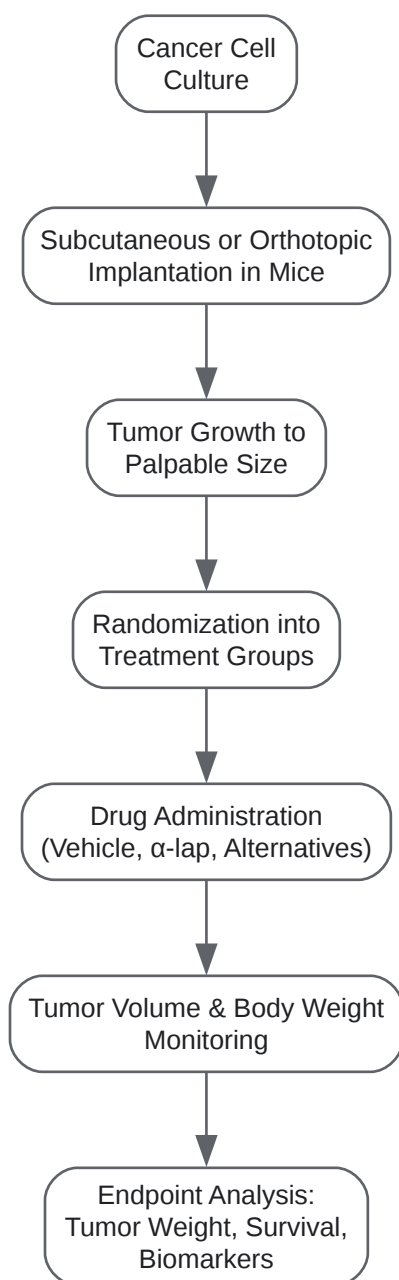 Cancer Cell
Culture
Subcutaneous or Orthotopic
Implantation in Mice
Tumor Growth to
Palpable Size
Randomization into
Treatment Groups
Drug Administration
(Vehicle, α-lap, Alternatives)
Tumor Volume & Body Weight
Monitoring
Endpoint Analysis:
Tumor Weight, Survival,
Biomarkers